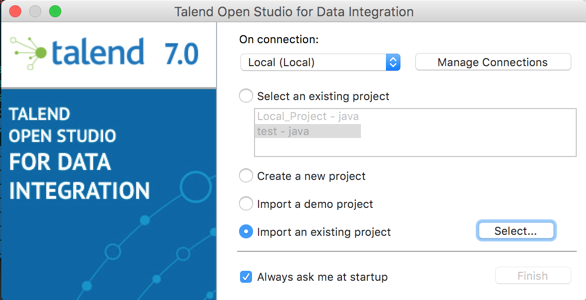 Talend Open Studio for Data Integration
talend 7.0
TALEND
OPEN STUDIO
FOR DATA
INTEGRATION
On connection:
Local (Local)
Manage Connections
Select an existing project
Local_Project - java
test - java
Create a new project
Import a demo project
Import an existing project
Select...
Always ask me at startup
Finish